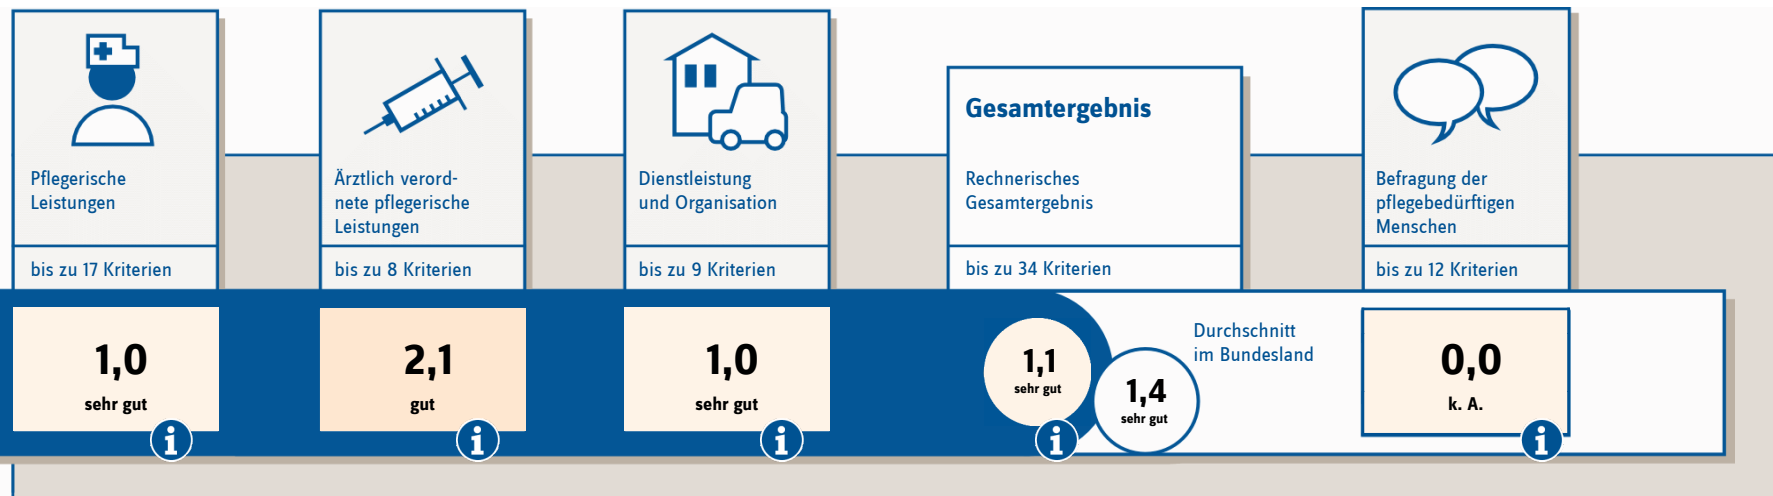 Pflegerische
Leistungen
bis zu 17 Kriterien
1,0
sehr gut
i
Ärztlich verord-
nete pflegerische
Leistungen
bis zu 8 Kriterien
2,1
gut
i
Dienstleistung
und Organisation
bis zu 9 Kriterien
1,0
sehr gut
i
Gesamtergebnis
Rechnerisches
Gesamtergebnis
bis zu 34 Kriterien
1,1
sehr gut
i
1,4
sehr gut
Durchschnitt
im Bundesland
Befragung der
pflegebedürftigen
Menschen
bis zu 12 Kriterien
0,0
k. A.
i